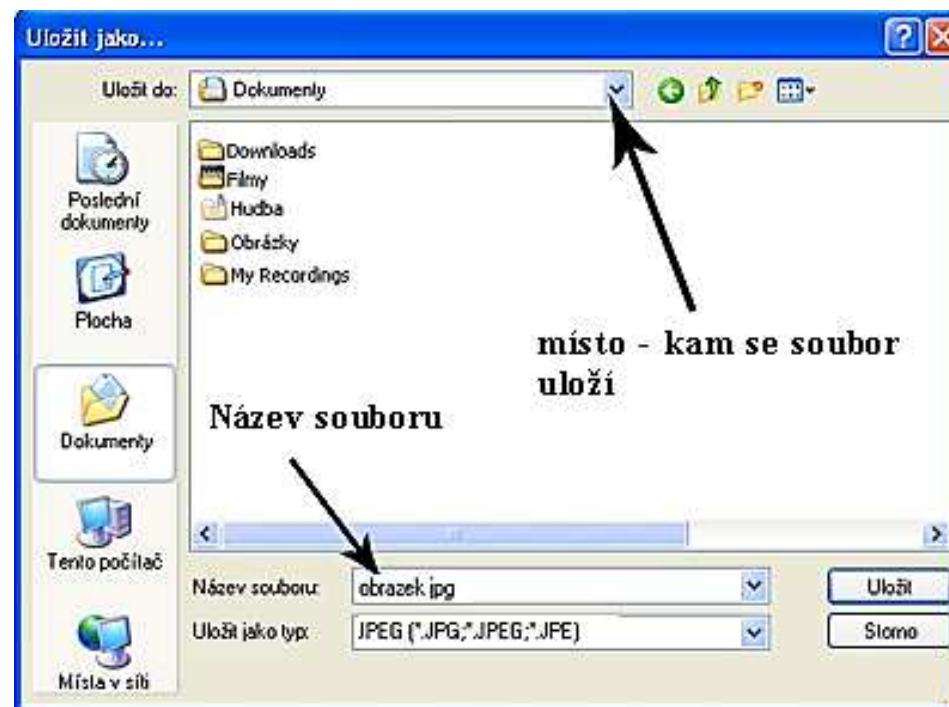 Uložit jako...
Uložit do:
Dokumenty
Poslední
dokumenty
Plocha
Dokumenty
Tento počítač
Místa v síti
Downloads
Filmy
Hudba
Obrázky
My Recordings
místo - kam se soubor
uloží
Název souboru
Název souboru:
obrazek.jpg
Uložit
Uložit jako typ:
JPEG (*.JPG;*.JPEG;*.JPE)
Storno